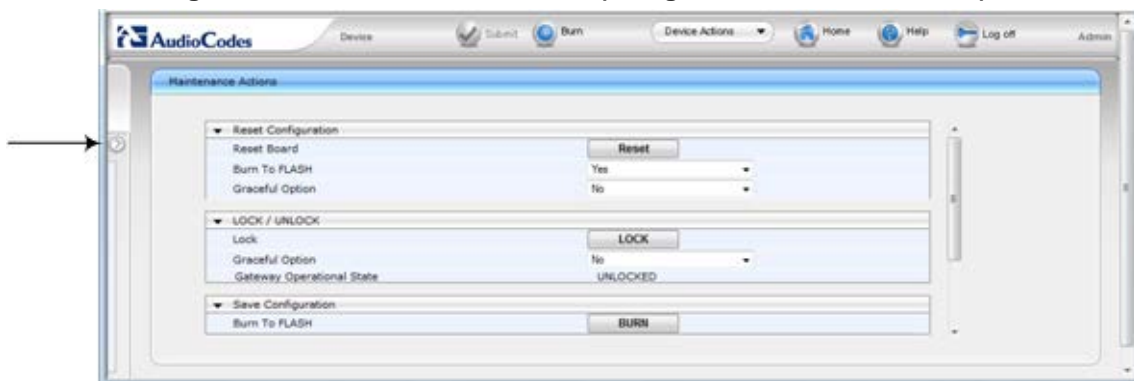 AudioCodes Device Submit Burn Device Actions Home Help Log off Admin
Maintenance Actions
Reset Configuration
Reset Board Reset
Burn To FLASH Yes
Graceful Option No
LOCK / UNLOCK
Lock LOCK
Graceful Option No
Gateway Operational State UNLOCKED
Save Configuration
Burn To FLASH BURN